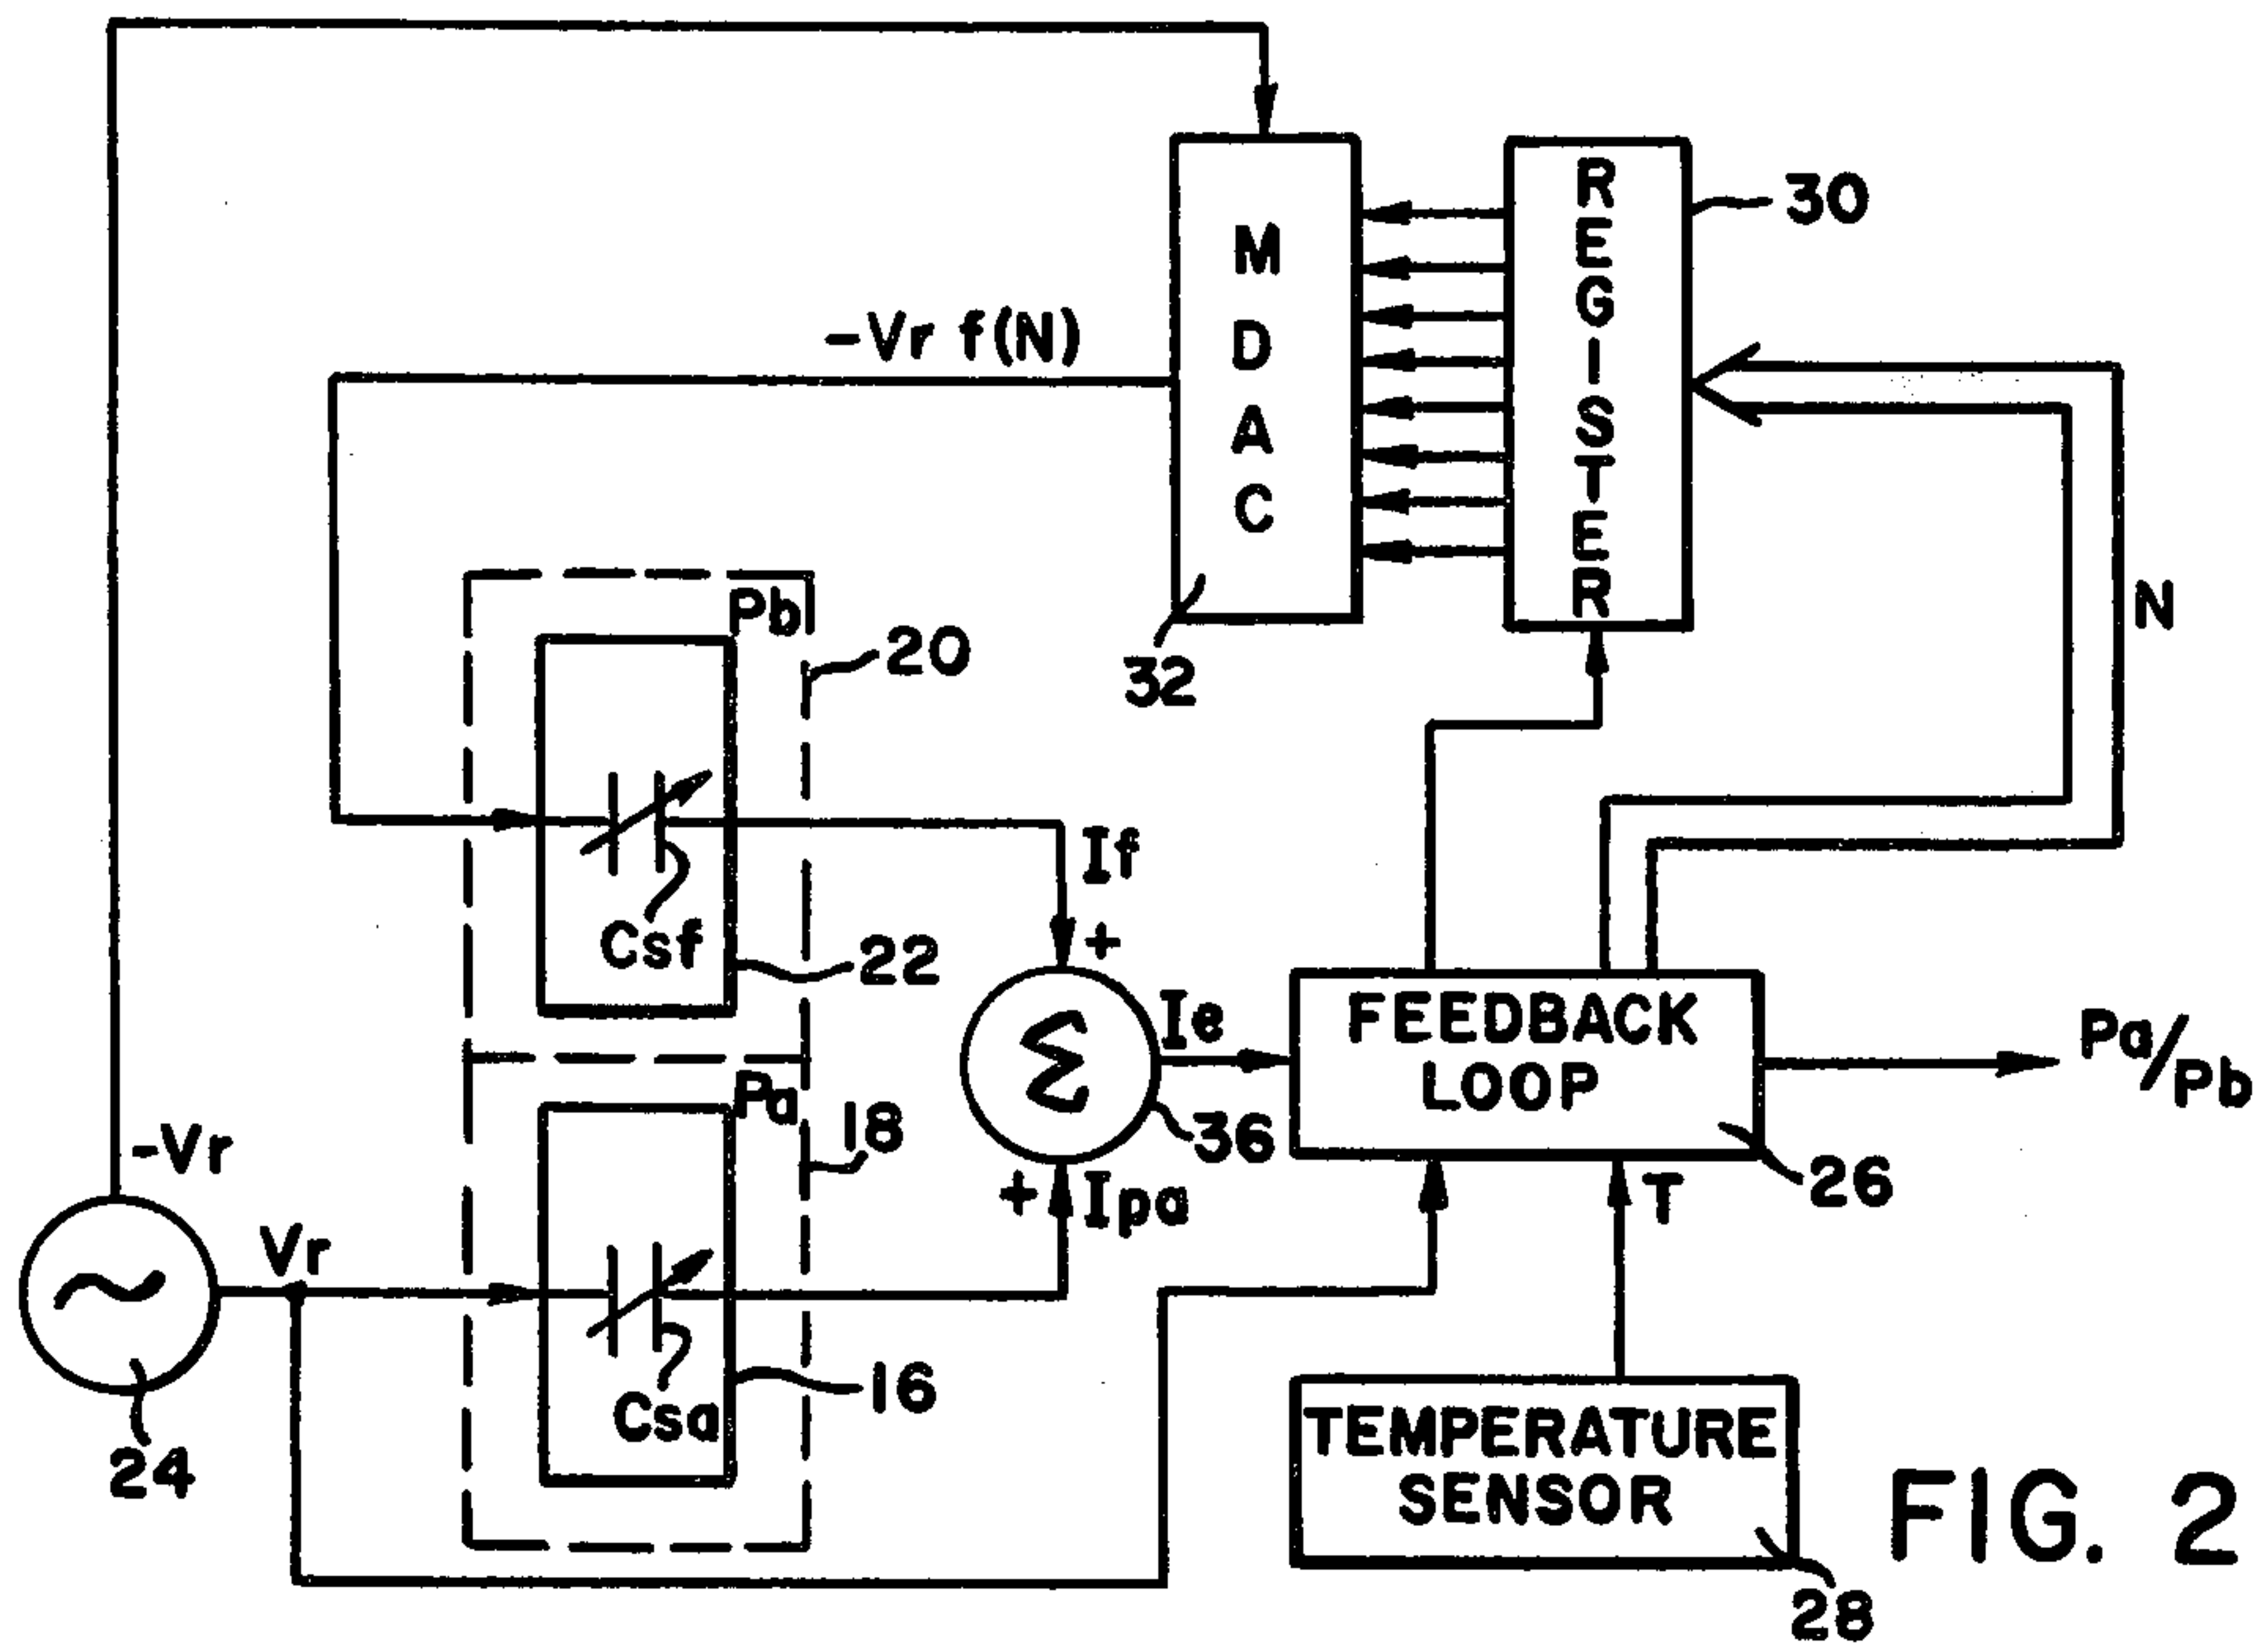 REGISTER
30
MDAC
-Vr f(N)
N
Pb
20
32
If
+
Csf
22
Ie
FEEDBACK
LOOP
Pa/Pb
Pa
18
36
-Vr
26
+
Ipa
T
Vr
Σ
~
16
Csa
24
TEMPERATURE
SENSOR
28
FIG. 2